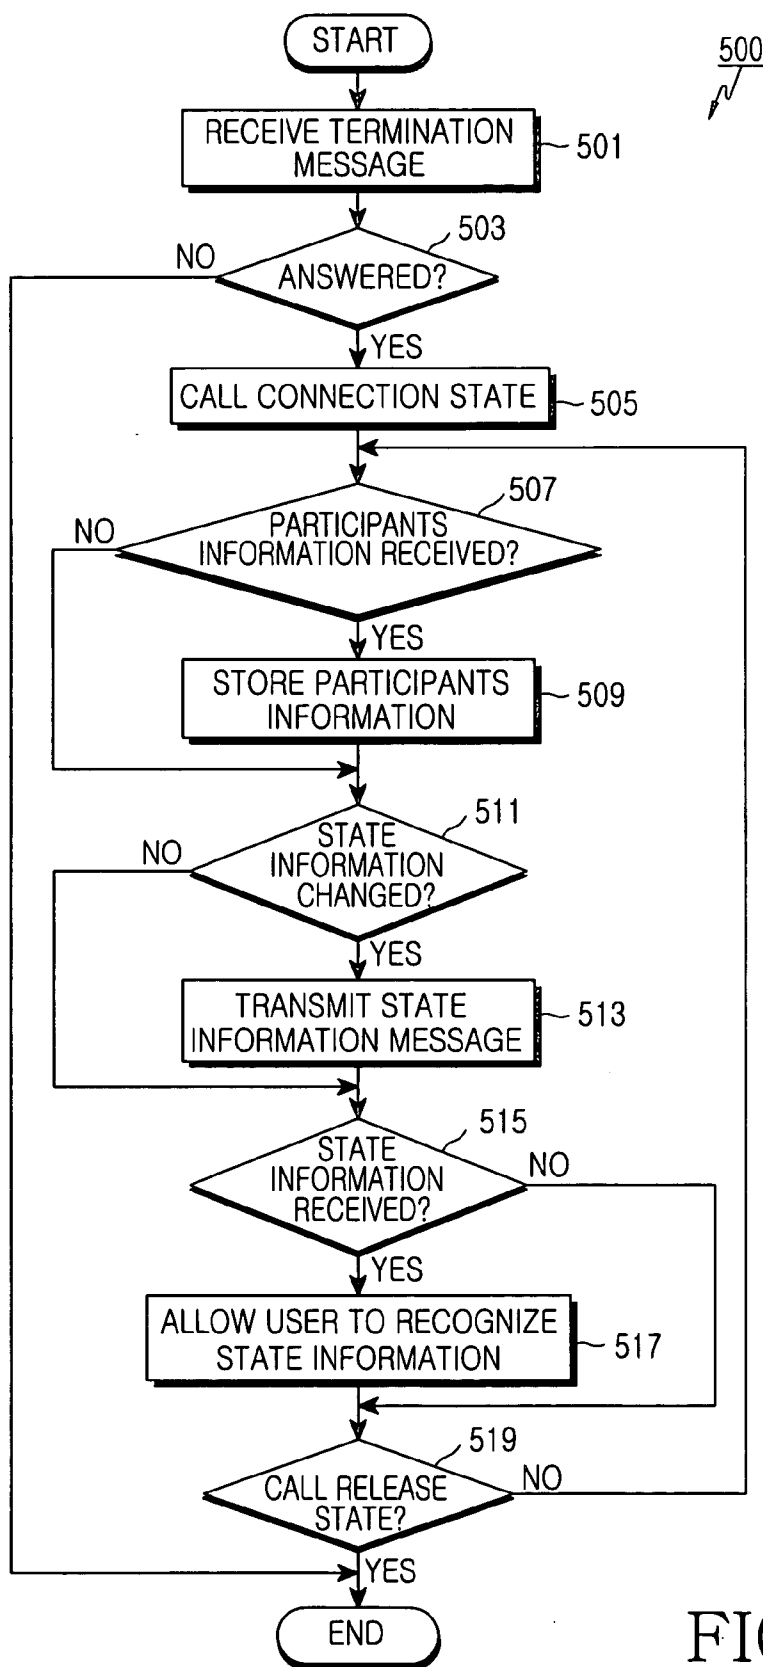 START
500
RECEIVE TERMINATION
MESSAGE
501
503
NO
ANSWERED?
YES
CALL CONNECTION STATE
505
507
NO
PARTICIPANTS
INFORMATION RECEIVED?
YES
STORE PARTICIPANTS
INFORMATION
509
511
NO
STATE
INFORMATION
CHANGED?
YES
TRANSMIT STATE
INFORMATION MESSAGE
513
515
STATE
INFORMATION
RECEIVED?
NO
YES
ALLOW USER TO RECOGNIZE
STATE INFORMATION
517
519
CALL RELEASE
STATE?
NO
YES
END